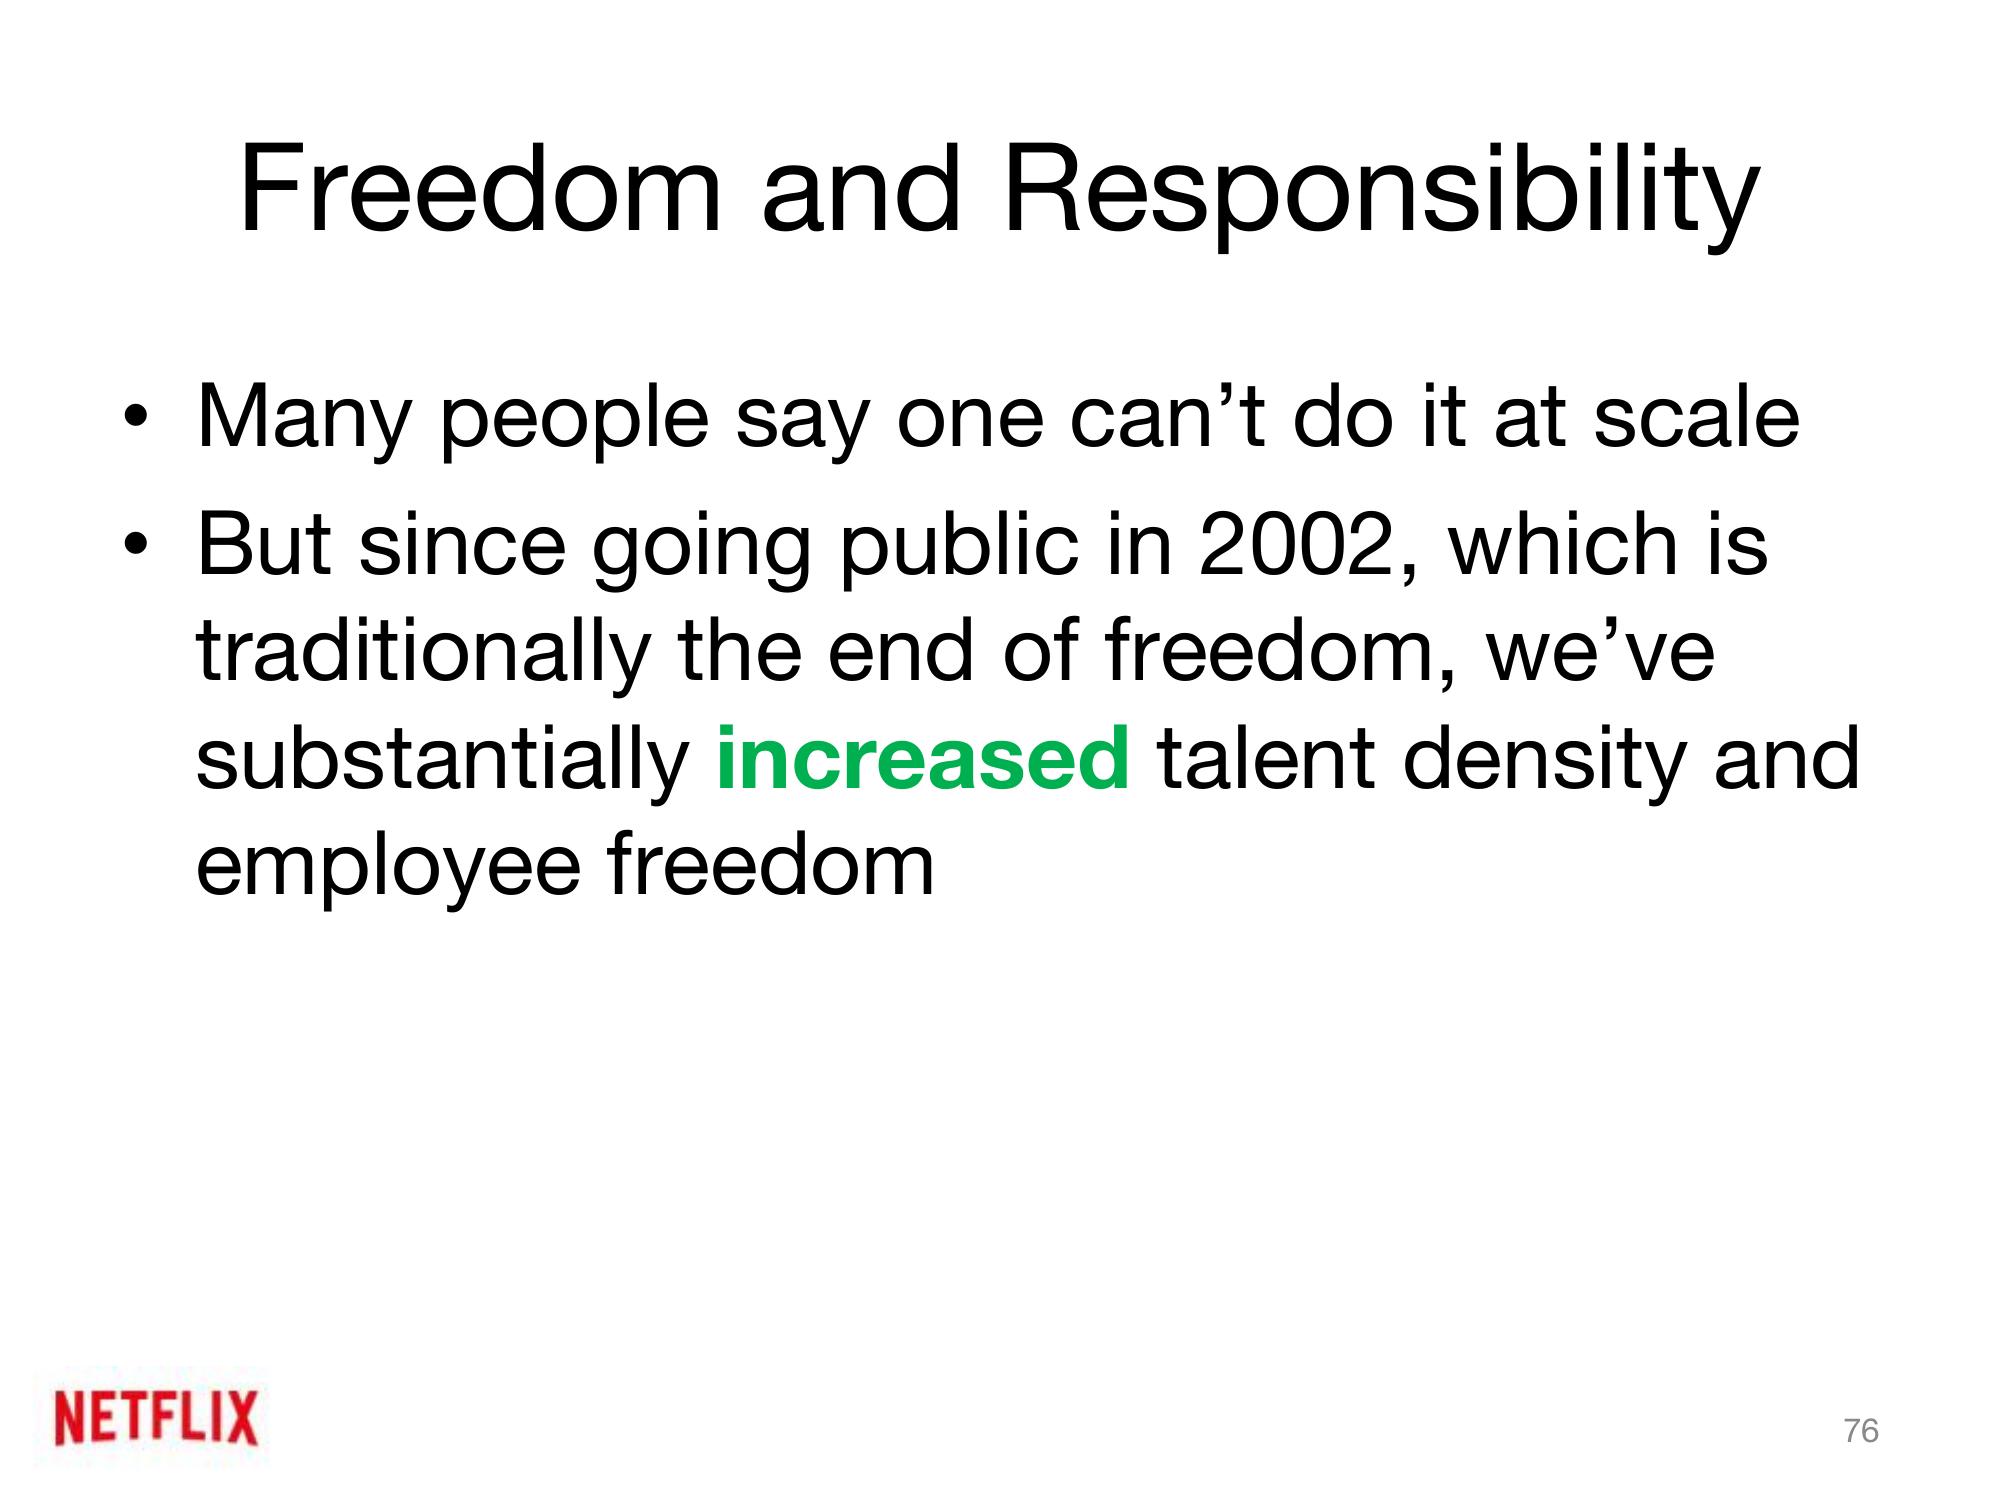 Freedom and Responsibility
• Many people say one can’t do it at scale
• But since going public in 2002, which is
traditionally the end of freedom, we’ve
substantially increased talent density and
employee freedom
NETFLIX
76